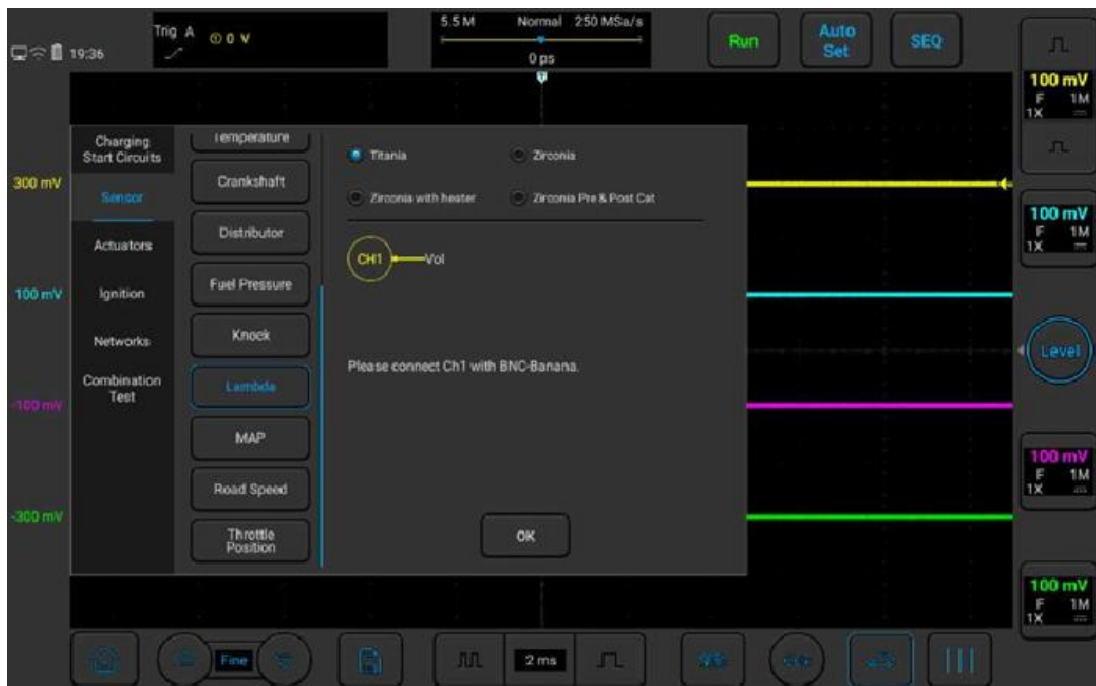 Trig A ① 0 V
19:36
5.5 M Normal 250 MSa/s
0 ps
T
Run
Auto
Set
SEQ
Charging
Start Circuits
Sensor
Actuators
Ignition
Networks
Combination
Test
Temperature
Crankshaft
Distributor
Fuel Pressure
Knock
Lambda
MAP
Road Speed
Throttle
Position
Titania Zirconia
Zirconia with heater Zirconia Pre & Post Cat
CH1 Vol
Please connect Ch1 with BNC-Banana.
OK
300 mV
100 mV
-100 mV
-300 mV
100 mV
F 1M
1X
100 mV
F 1M
1X
Level
100 mV
F 1M
1X
100 mV
F 1M
1X
Fine
2 ms